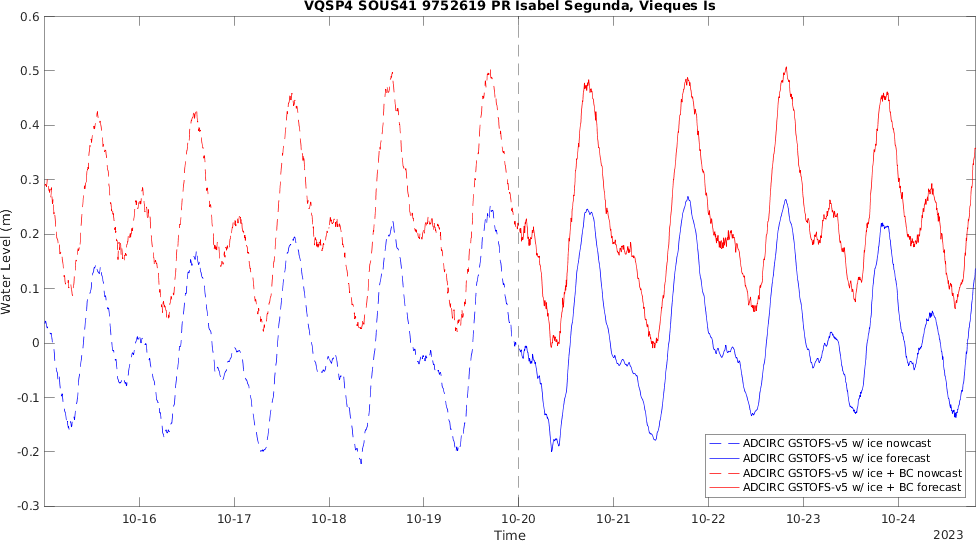 VQSP4 SOUS41 9752619 PR Isabel Segunda, Vieques Is
0.6
0.5
0.4
0.3
0.2
0.1
0
-0.1
-0.2
-0.3
Water Level (m)
10-16 10-17 10-18 10-19 10-20 10-21 10-22 10-23 10-24
Time
2023
ADCIRC GSTOFS-v5 w/ ice nowcast
ADCIRC GSTOFS-v5 w/ ice forecast
ADCIRC GSTOFS-v5 w/ ice + BC nowcast
ADCIRC GSTOFS-v5 w/ ice + BC forecast